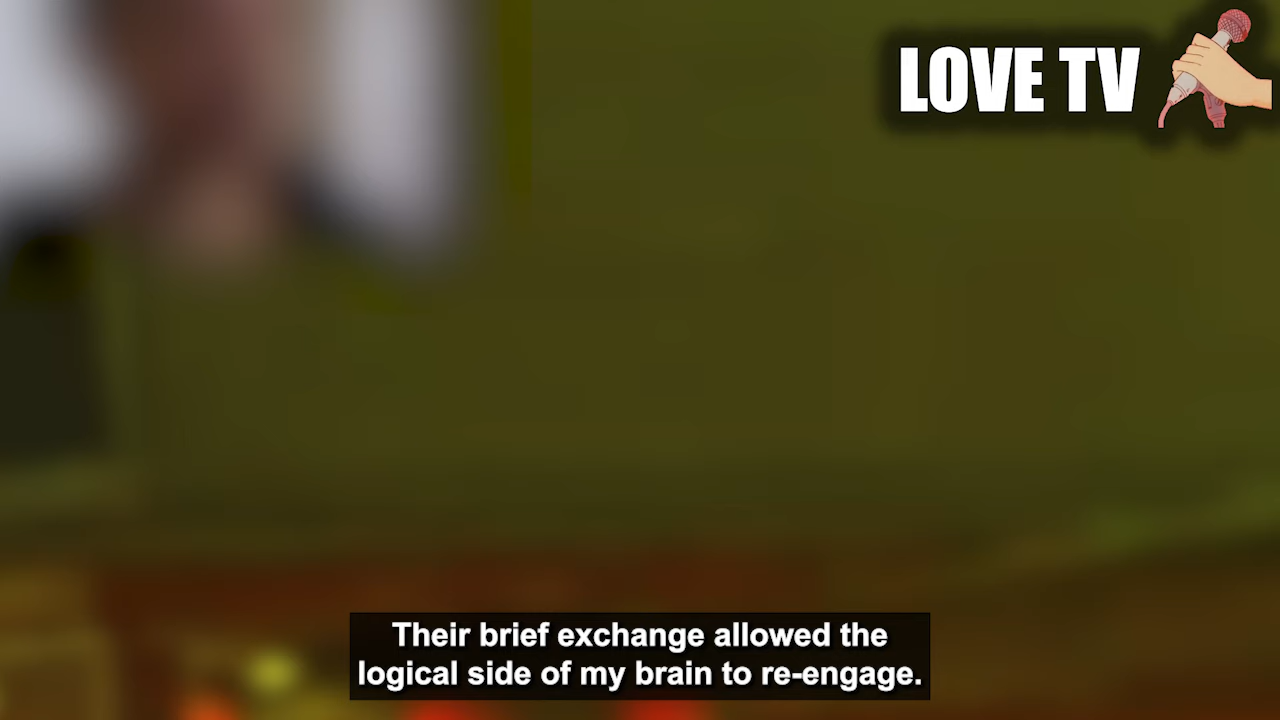 LOVE TV
Their brief exchange allowed the
logical side of my brain to re-engage.